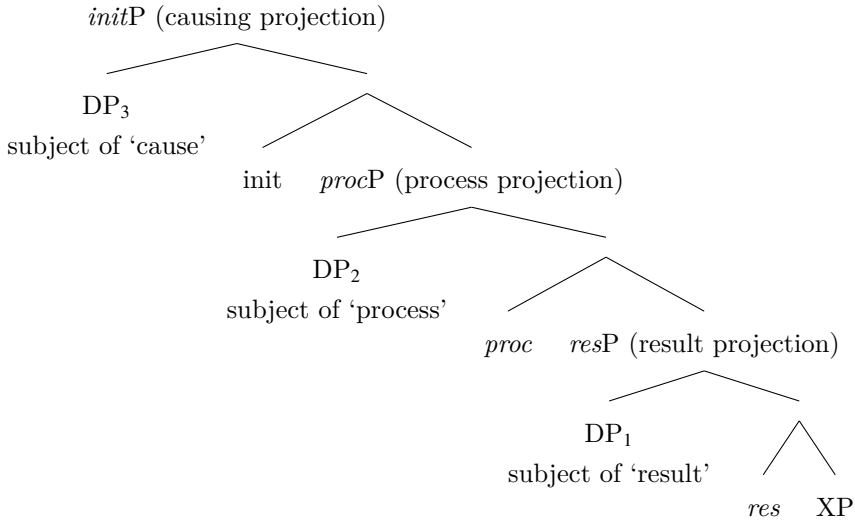 initP (causing projection)
DP₃
subject of ‘cause’
init procP (process projection)
DP₂
subject of ‘process’
proc resP (result projection)
DP₁
subject of ‘result’
res XP